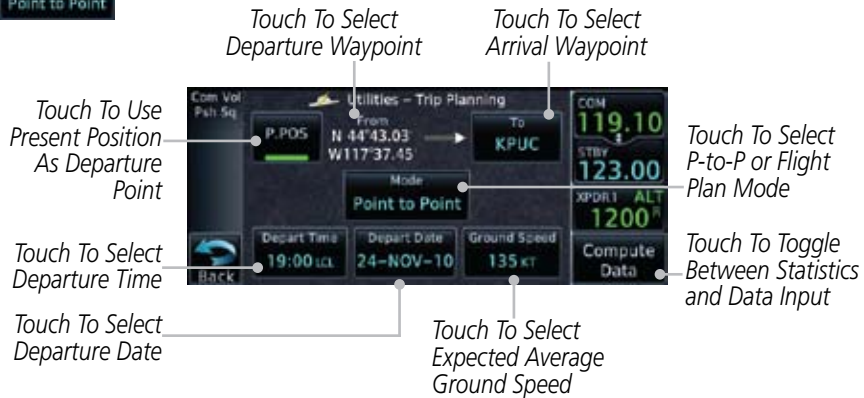 Point to Point
Touch To Select
Departure Waypoint
Touch To Select
Arrival Waypoint
Touch To Use
Present Position
As Departure
Point
Touch To Select
Departure Time
Touch To Select
Departure Date
Com Vol
Psh Sq
Utilities – Trip Planning
P.POS
From
N 44°43.03'
W117°37.45'
To
KPUC
Mode
Point to Point
Depart Time
19:00 LCL
Depart Date
24-NOV-10
Ground Speed
135 KT
Back
COM
119.10
STBY
123.00
XPDR1 ALT
1200 R
Compute
Data
Touch To Select
P-to-P or Flight
Plan Mode
Touch To Toggle
Between Statistics
and Data Input
Touch To Select
Expected Average
Ground Speed